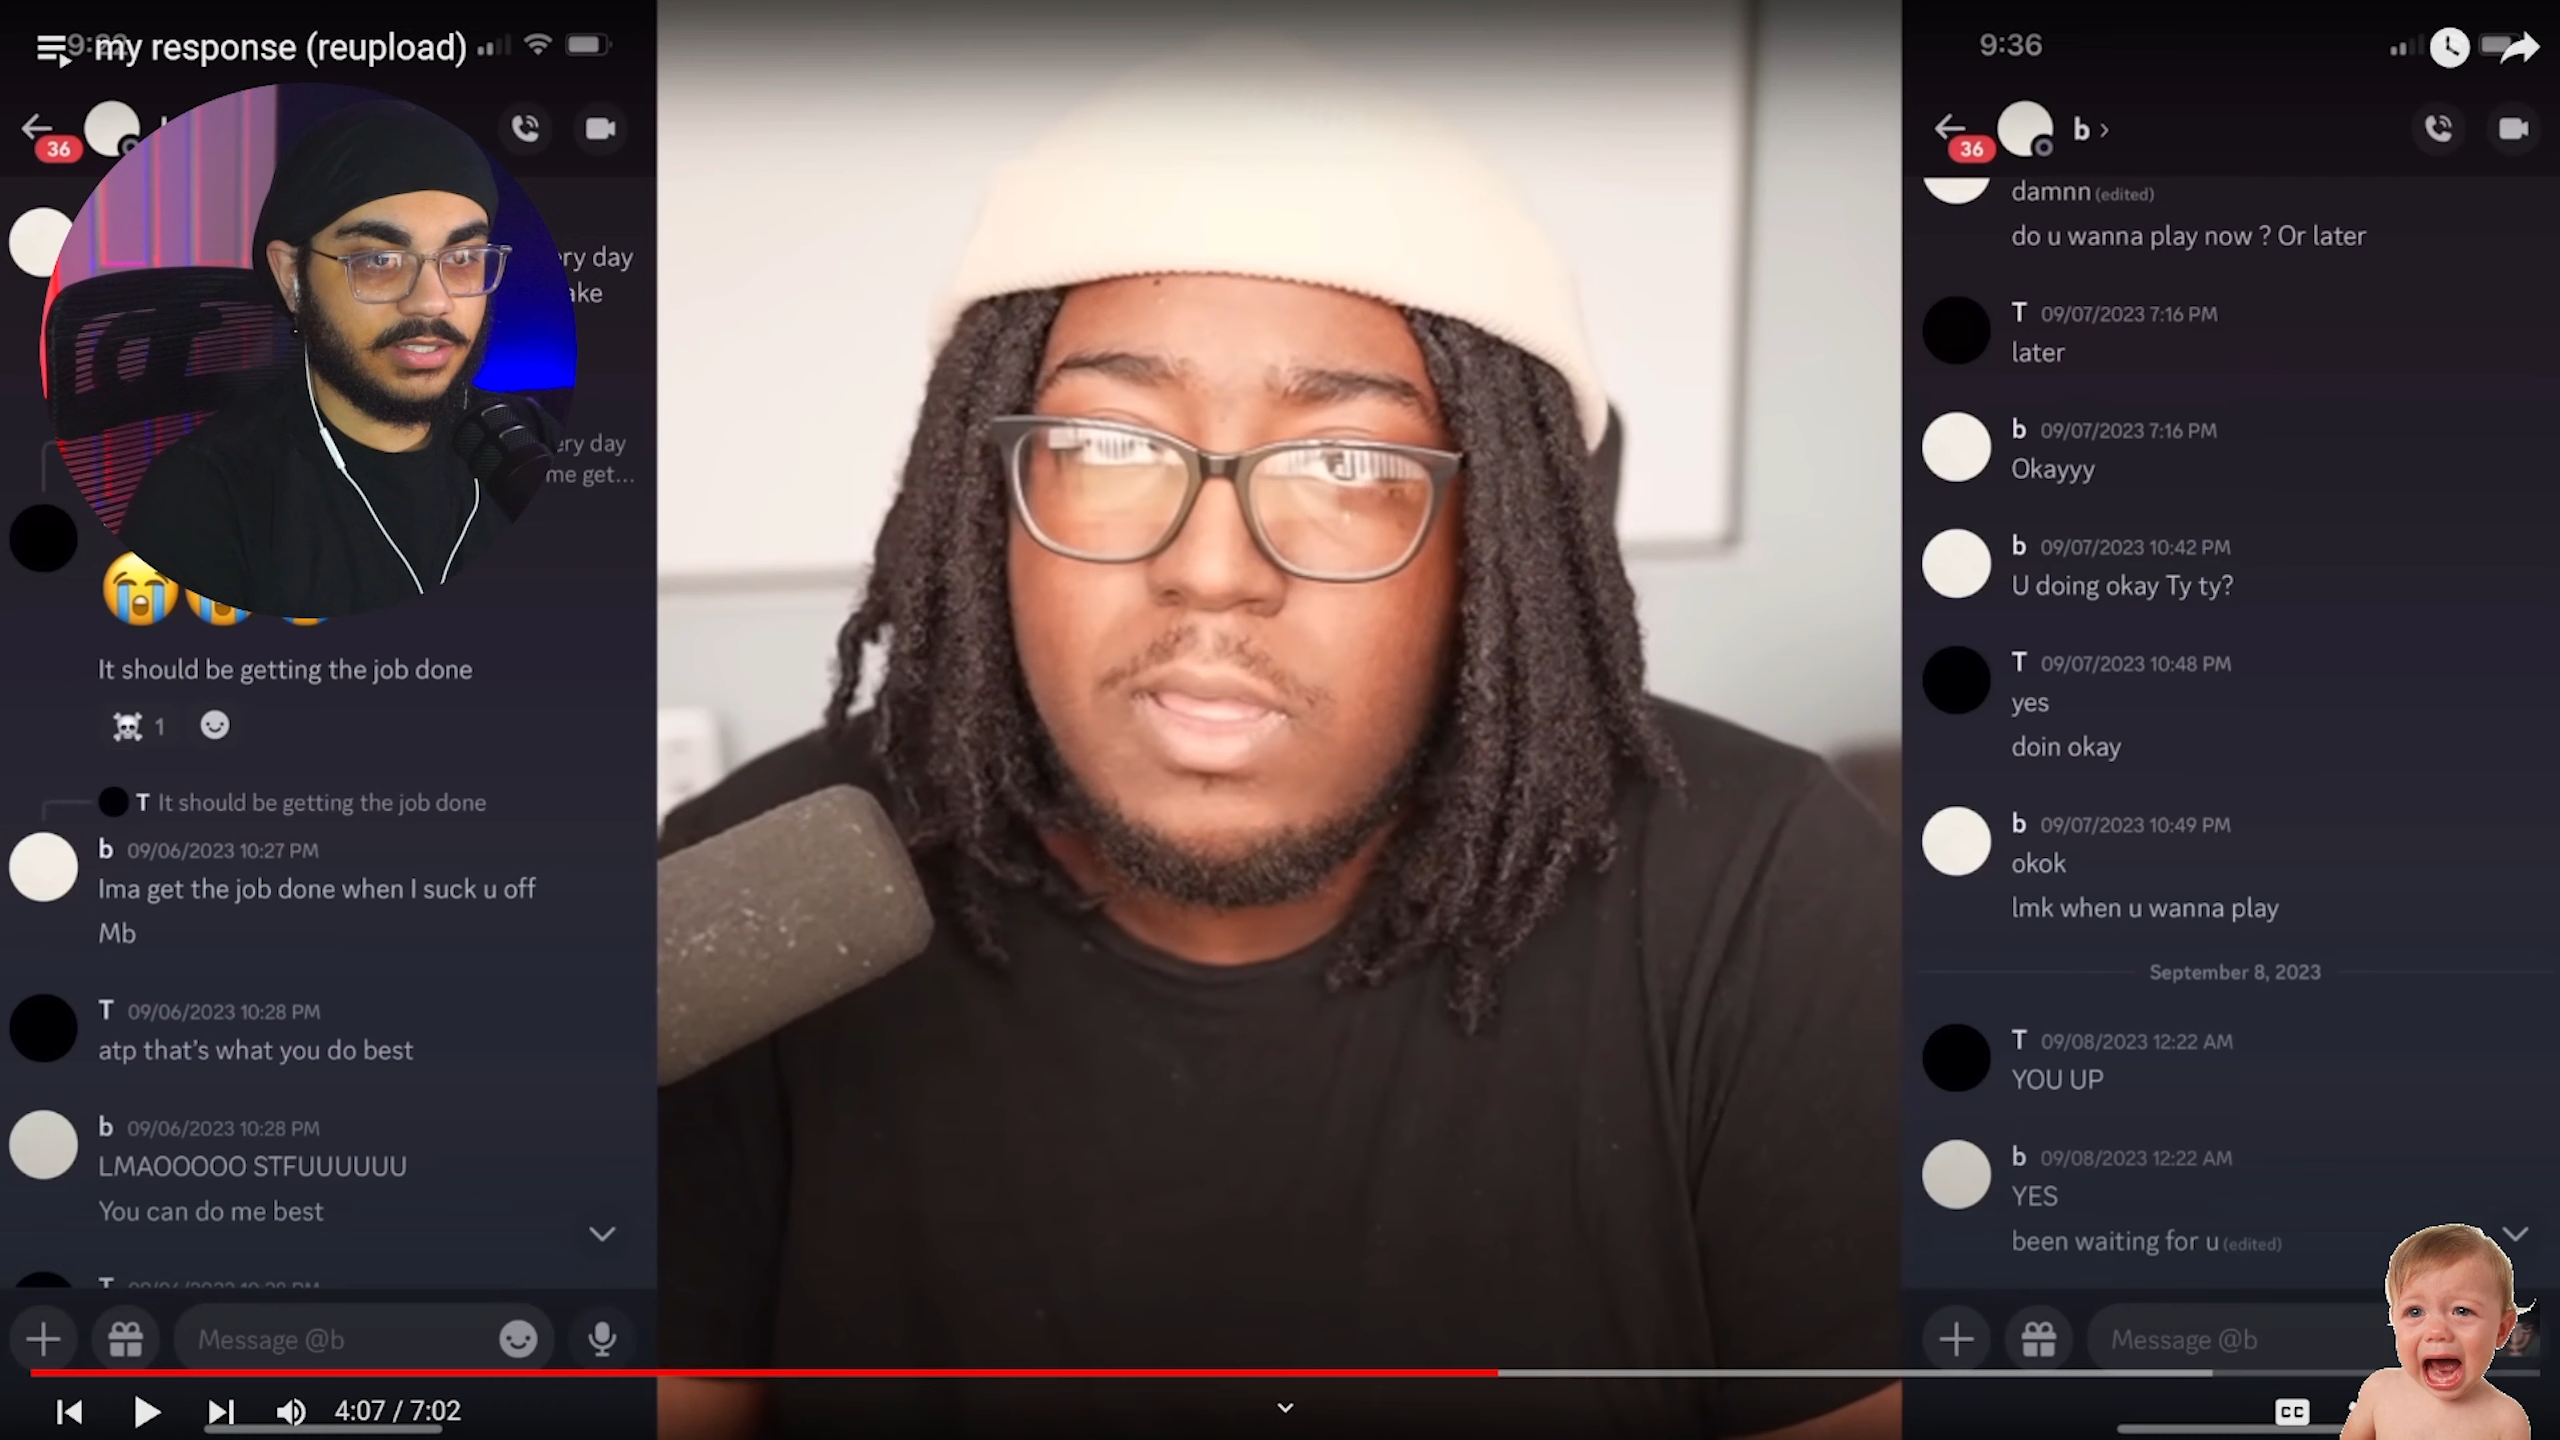 my response (reupload)
36
ry day
ake
ery day
me get...
It should be getting the job done
1
T It should be getting the job done
b 09/06/2023 10:27 PM
Ima get the job done when I suck u off
Mb
T 09/06/2023 10:28 PM
atp that's what you do best
b 09/06/2023 10:28 PM
LMAOOOOO STFUUUUUU
You can do me best
Message @b
4:07 / 7:02
9:36
36
b >
damnn (edited)
do u wanna play now ? Or later
T 09/07/2023 7:16 PM
later
b 09/07/2023 7:16 PM
Okayyy
b 09/07/2023 10:42 PM
U doing okay Ty ty?
T 09/07/2023 10:48 PM
yes
doin okay
b 09/07/2023 10:49 PM
okok
lmk when u wanna play
September 8, 2023
T 09/08/2023 12:22 AM
YOU UP
b 09/08/2023 12:22 AM
YES
been waiting for u (edited)
Message @b
CC